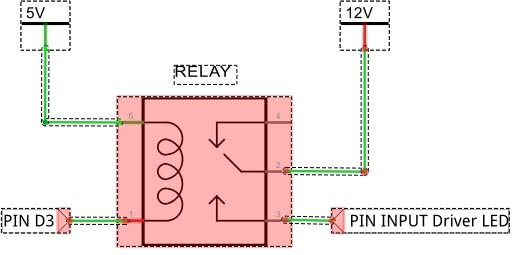 5V
12V
RELAY
5
4
2
PIN D3
1
3
PIN INPUT Driver LED